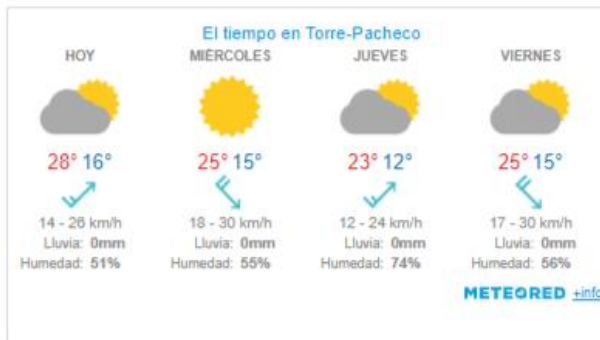 El tiempo en Torre-Pacheco
HOY MIÉRCOLES JUEVES VIERNES
28° 16° 25° 15° 23° 12° 25° 15°
14 - 26 km/h 18 - 30 km/h 12 - 24 km/h 17 - 30 km/h
Lluvia: 0mm Lluvia: 0mm Lluvia: 0mm Lluvia: 0mm
Humedad: 51% Humedad: 55% Humedad: 74% Humedad: 56%
METEORED +info